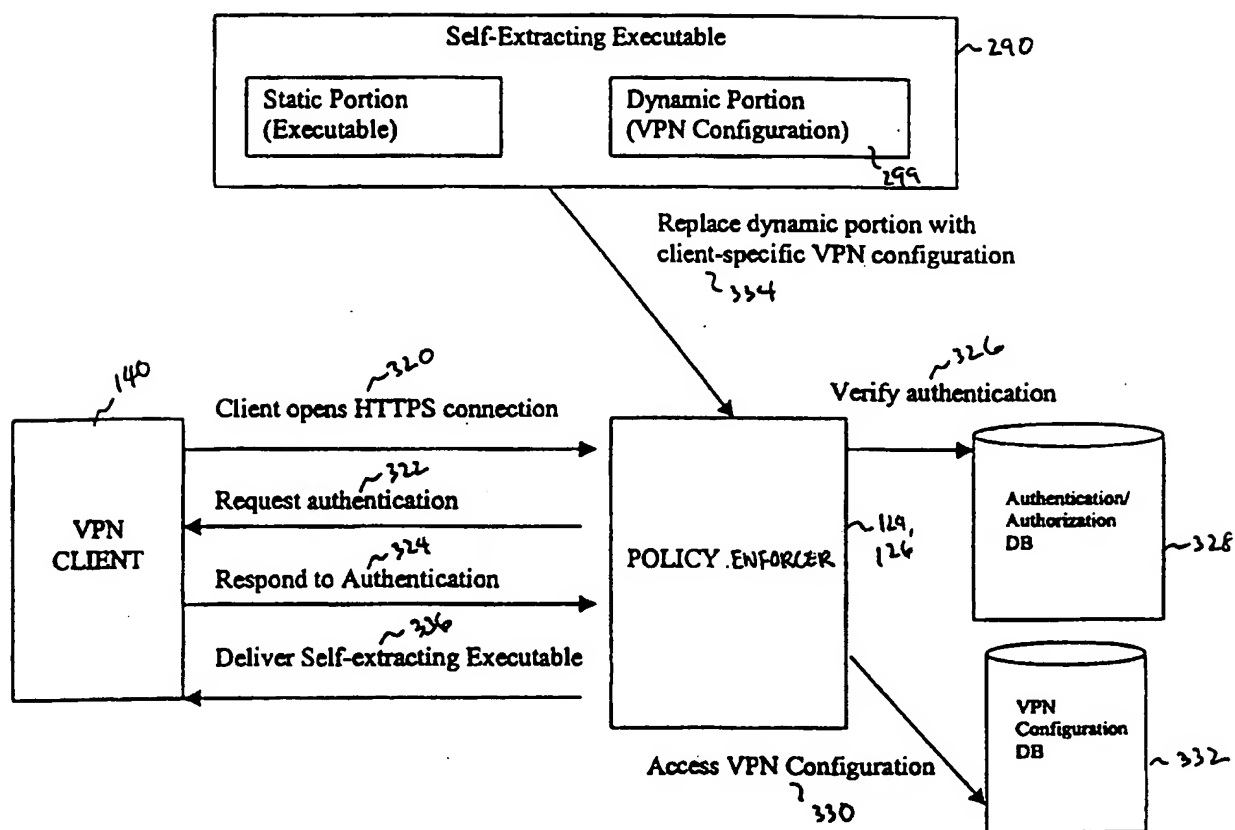 Self-Extracting Executable
290
Static Portion
(Executable)
Dynamic Portion
(VPN Configuration)
299
Replace dynamic portion with
client-specific VPN configuration
334
140
320
Client opens HTTPS connection
326
Verify authentication
322
Request authentication
VPN
CLIENT
324
Respond to Authentication
336
Deliver Self-extracting Executable
POLICY ENFORCER
124,
126
Authentication/
Authorization
DB
328
Access VPN Configuration
330
VPN
Configuration
DB
332